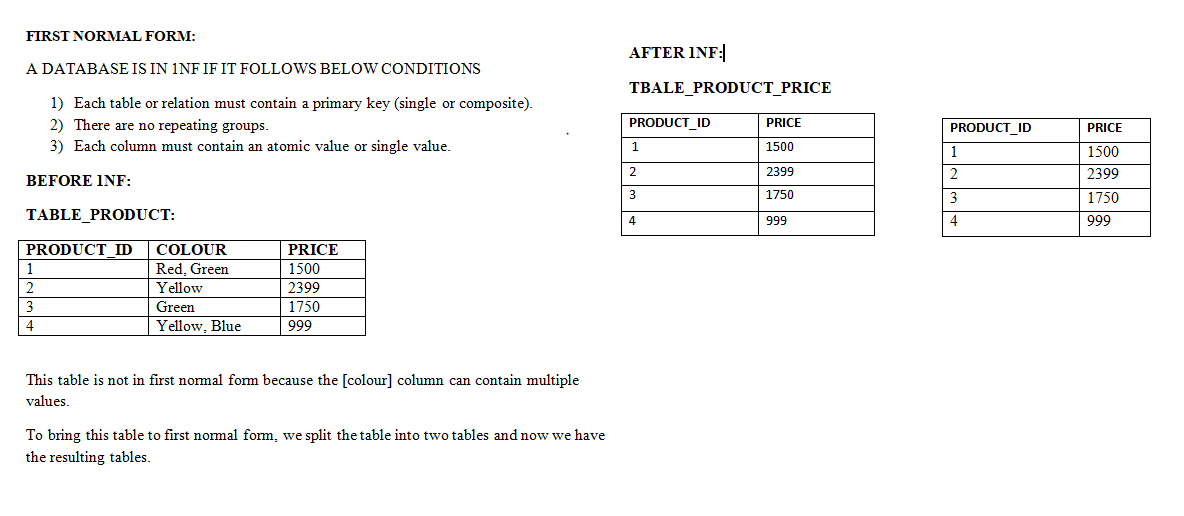 FIRST NORMAL FORM:
A DATABASE IS IN 1NF IF IT FOLLOWS BELOW CONDITIONS
1) Each table or relation must contain a primary key (single or composite).
2) There are no repeating groups.
3) Each column must contain an atomic value or single value.
BEFORE 1NF:
TABLE_PRODUCT:
PRODUCT_ID COLOUR PRICE
1 Red, Green 1500
2 Yellow 2399
3 Green 1750
4 Yellow, Blue 999
This table is not in first normal form because the [colour] column can contain multiple
values.
To bring this table to first normal form, we split the table into two tables and now we have
the resulting tables.
AFTER 1NF:
TBALE_PRODUCT_PRICE
PRODUCT_ID PRICE
1 1500
2 2399
3 1750
4 999
PRODUCT_ID PRICE
1 1500
2 2399
3 1750
4 999